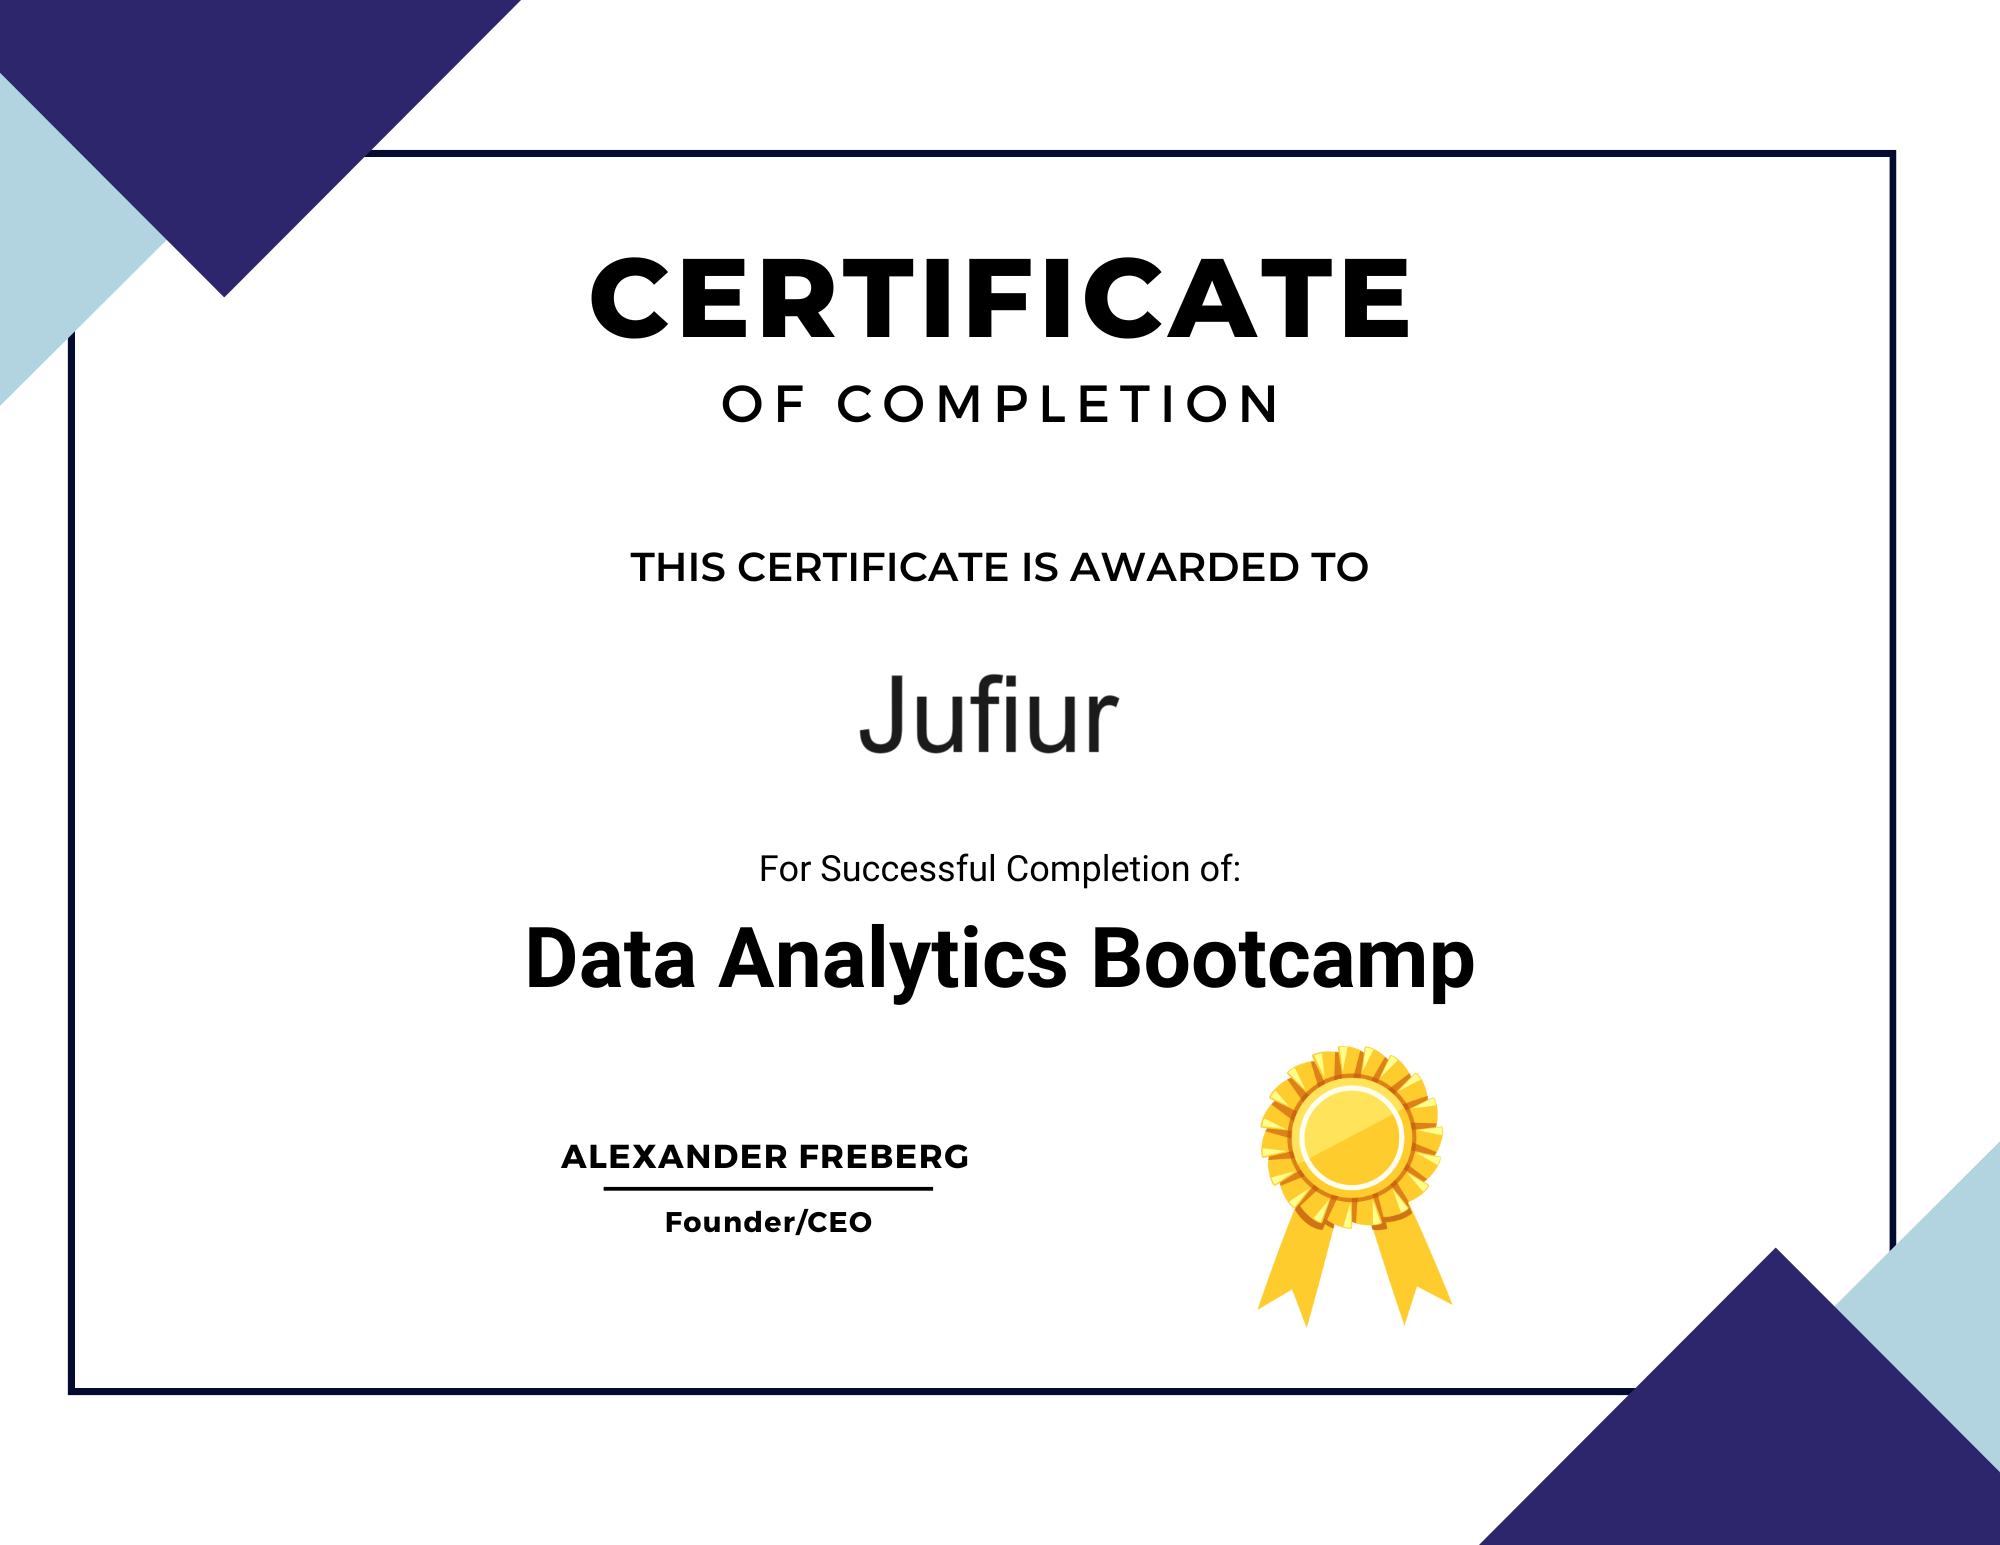 CERTIFICATE
OF COMPLETION
THIS CERTIFICATE IS AWARDED TO
Jufiur
For Successful Completion of:
Data Analytics Bootcamp
ALEXANDER FREBERG
Founder/CEO